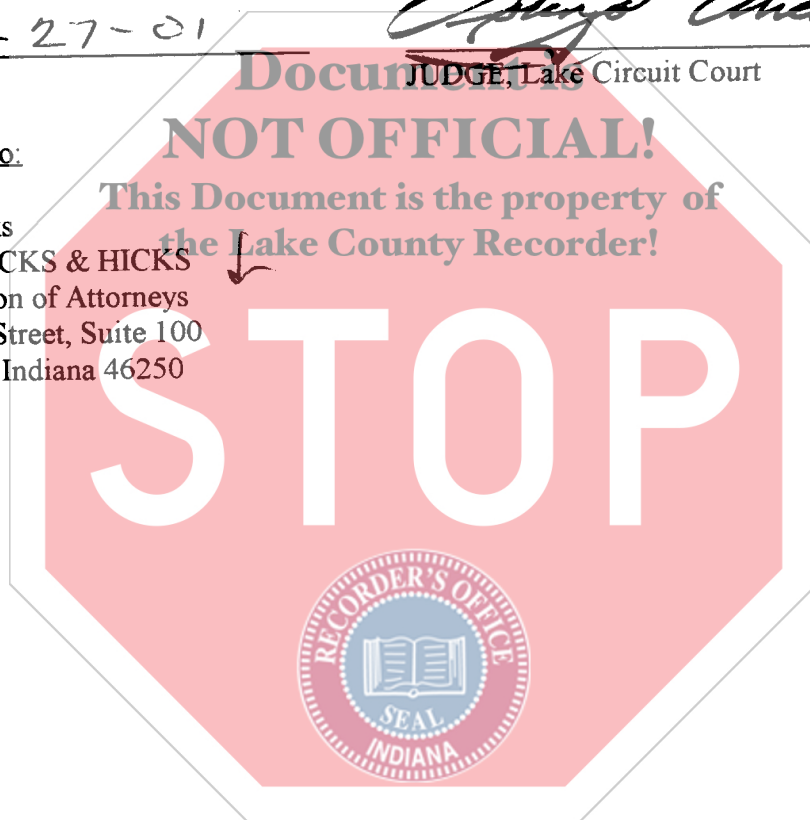 - 27-01
JUDGE, Lake Circuit Court
Document is
NOT OFFICIAL!
This Document is the property of
the Lake County Recorder!
o:
ks
CKS & HICKS
on of Attorneys
Street, Suite 100
Indiana 46250
STOP
RECORDER'S OFFICE
SEAL
INDIANA